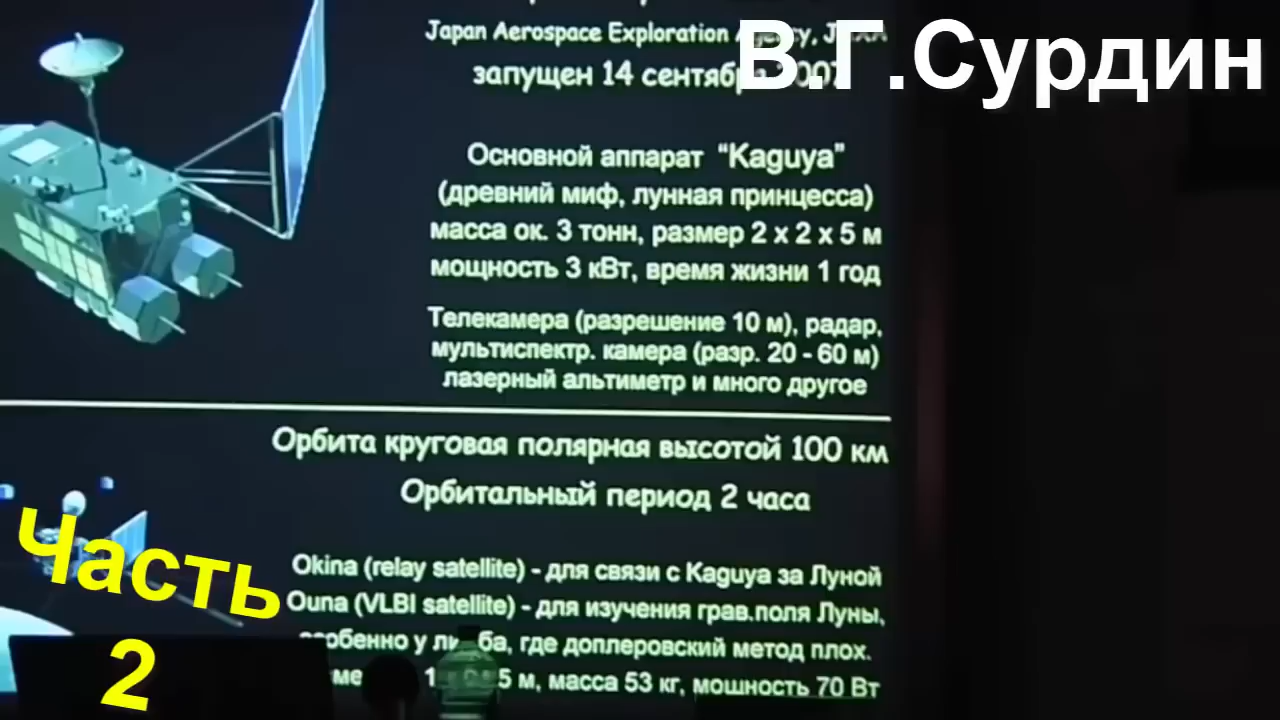 Japan Aerospace Exploration
В.Г.Сурдин
запущен 14 сентября 2007
Основной аппарат “Kaguya”
(древний миф, лунная принцесса)
масса ок. 3 тонн, размер 2 x 2 x 5 м
мощность 3 кВт, время жизни 1 год
Телекамера (разрешение 10 м), радар,
мультиспектр. камера (разр. 20 - 60 м)
лазерный альтиметр и много другое
Орбита круговая полярная высотой 100 км
Орбитальный период 2 часа
Okina (relay satellite) - для связи с Kaguya за Луной
Ouna (VLBI satellite) - для изучения грав.поля Луны,
где доплеровский метод плох.
м, масса 53 кг, мошность 70 Вт
Часть
2